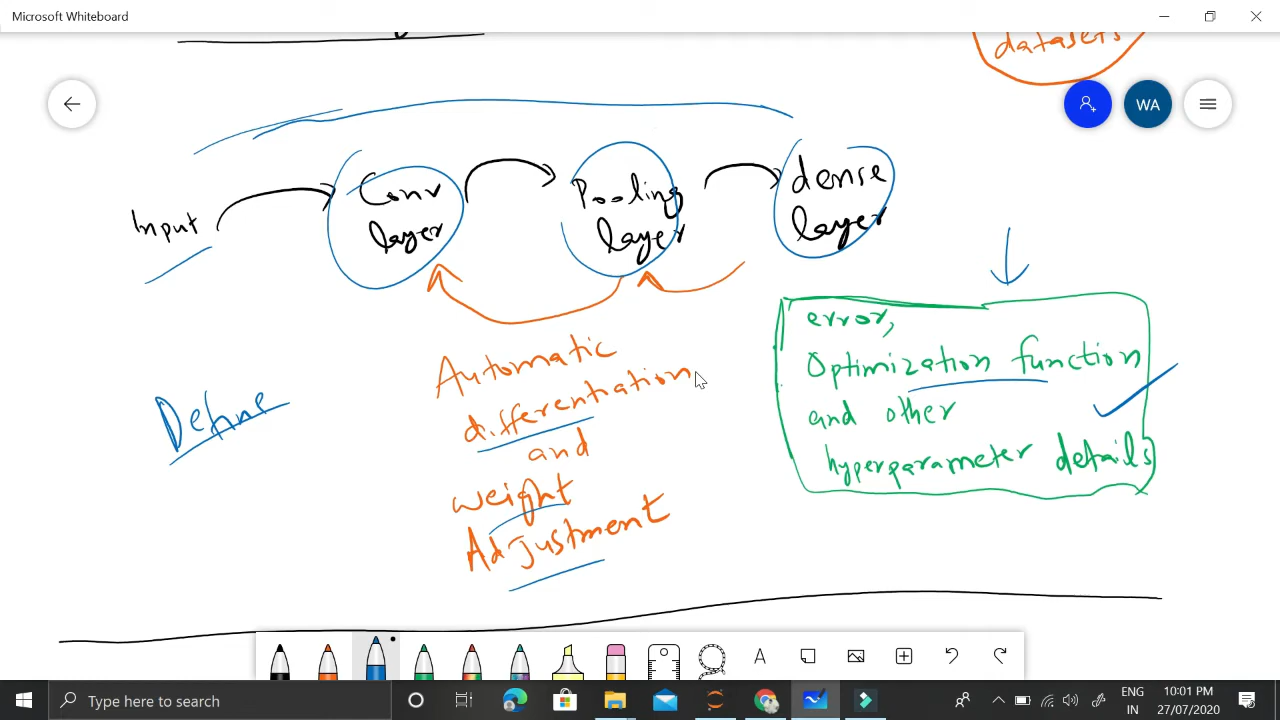 Microsoft Whiteboard
datasets
WA
Input
Conv
layer
Pooling
layer
dense
layer
error,
Optimization function
and other
hyperparameter details
Automatic
differentiation
and
weight
Adjustment
Define
A
Type here to search
ENG
IN
10:01 PM
27/07/2020